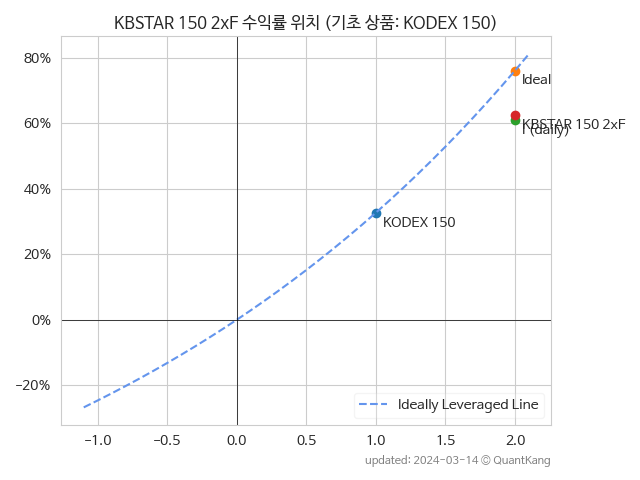 KBSTAR 150 2xF 수익률 위치 (기초 상품: KODEX 150)
80%
60%
40%
20%
0%
−20%
Ideal
KBSTAR 150 2xF
(daily)
KODEX 150
Ideally Leveraged Line
−1.0
−0.5
0.0
0.5
1.0
1.5
2.0
updated: 2024-03-14 © QuantKang